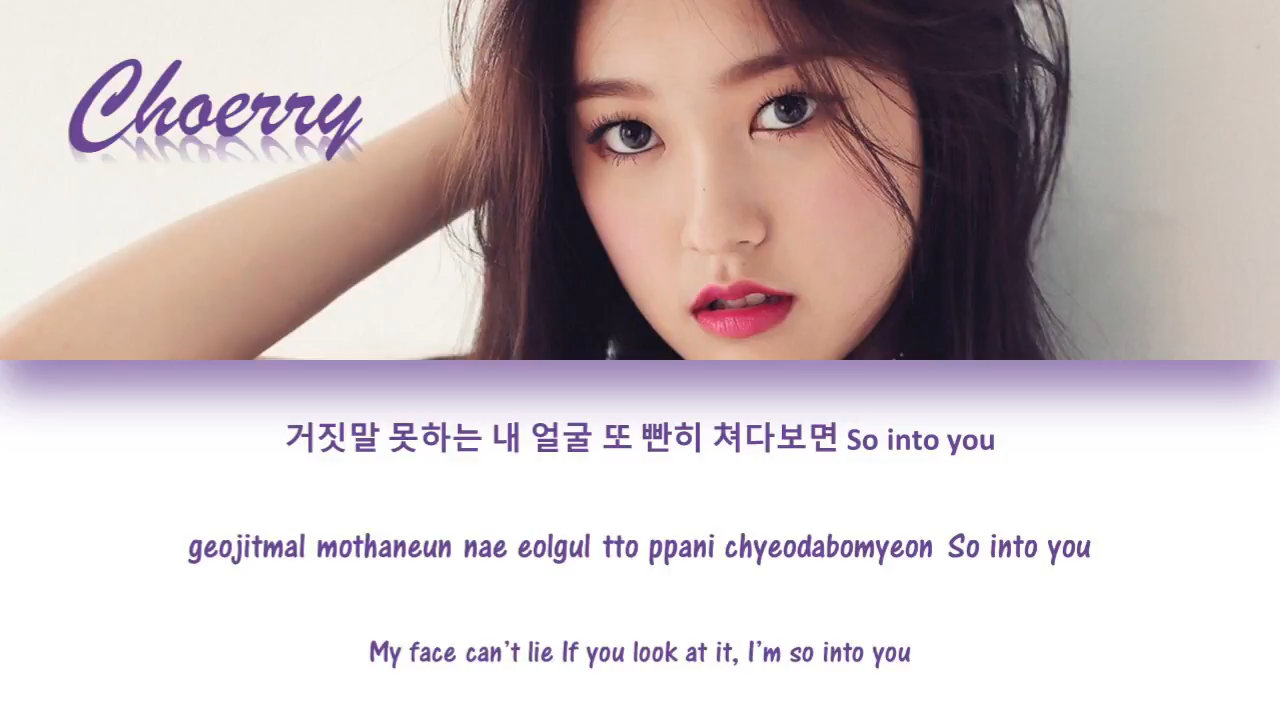 Choerry
거짓말 못하는 내 얼굴 또 빤히 쳐다보면 So into you
geojitmal mothaneun nae eolgul tto ppani chyeodabomyeon So into you
My face can’t lie If you look at it, I’m so into you